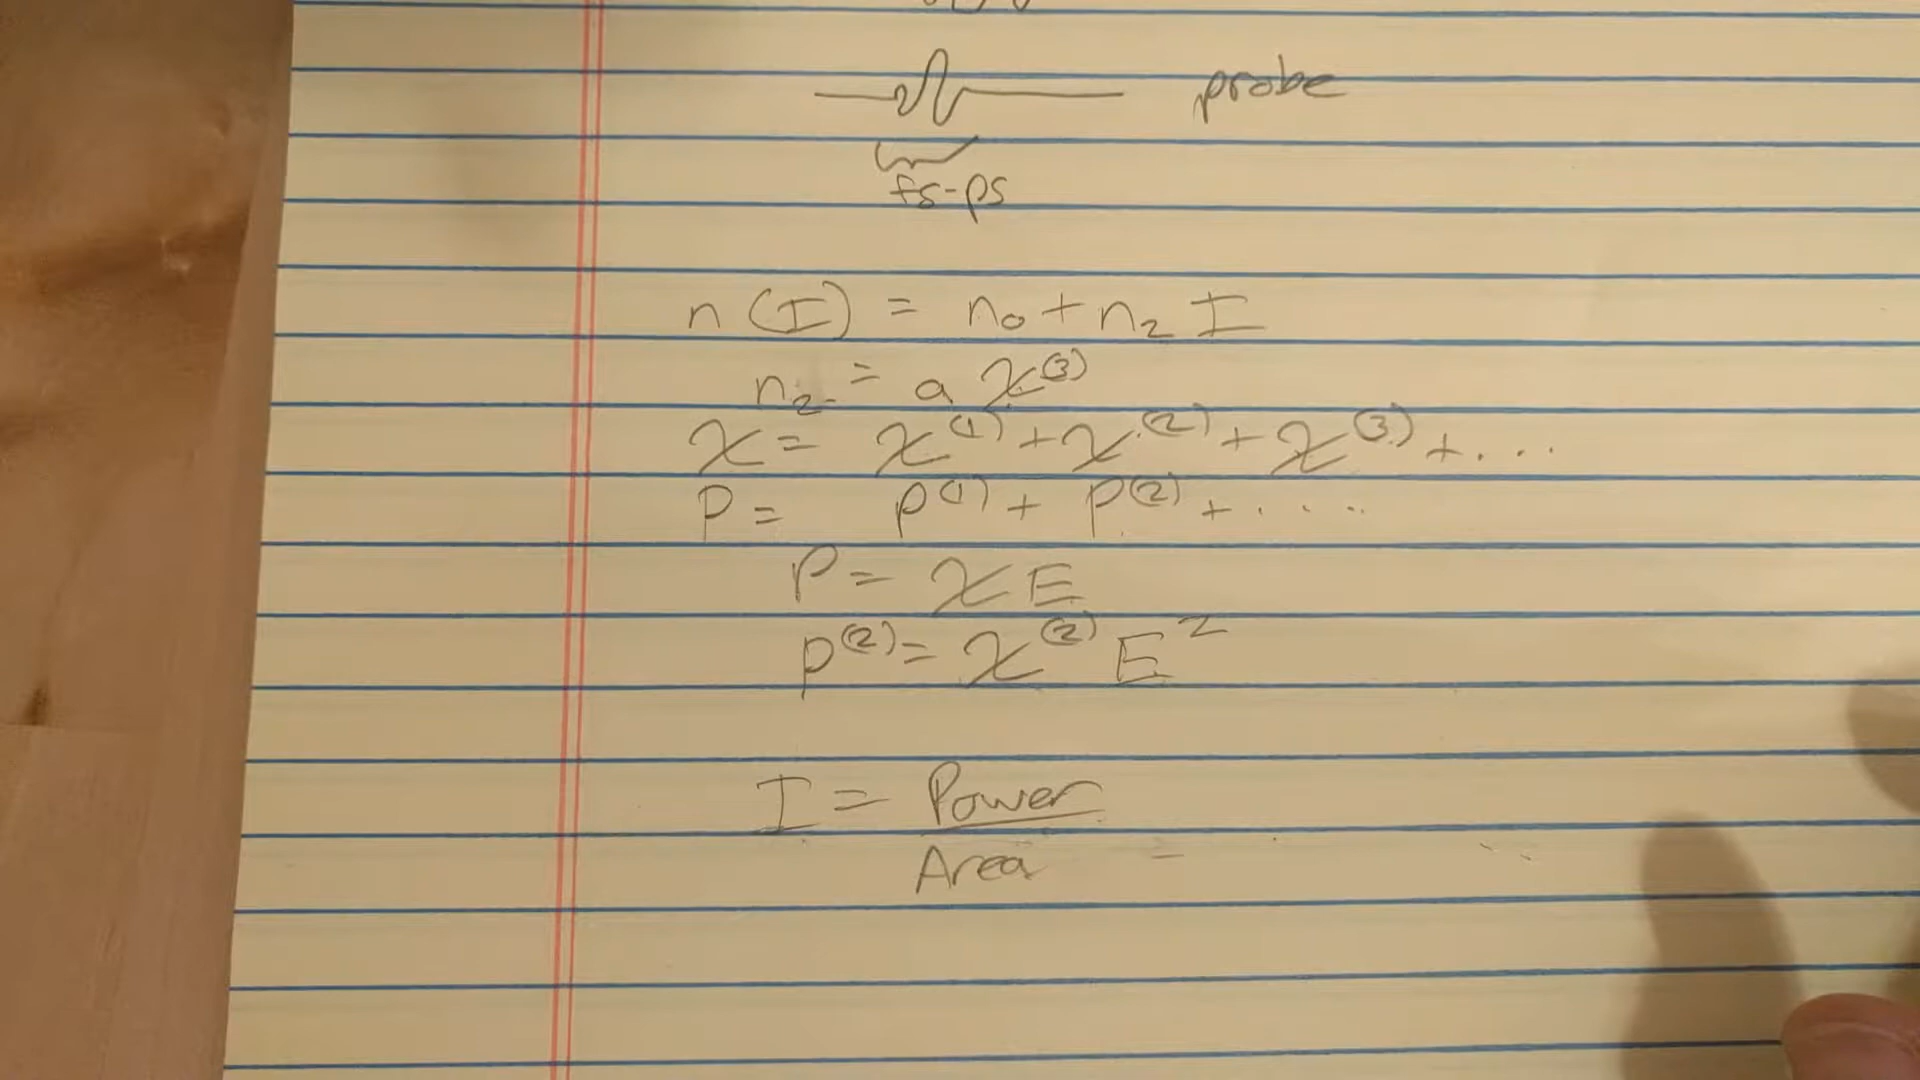 probe
fs-ps
n(I) = n₀ + n₂ I
n₂ = a χ⁽³⁾
χ = χ⁽¹⁾ + χ⁽²⁾ + χ⁽³⁾ + ...
P = P⁽¹⁾ + P⁽²⁾ + ....
P = χ E
P⁽²⁾ = χ⁽²⁾ E²
I = Power
Area